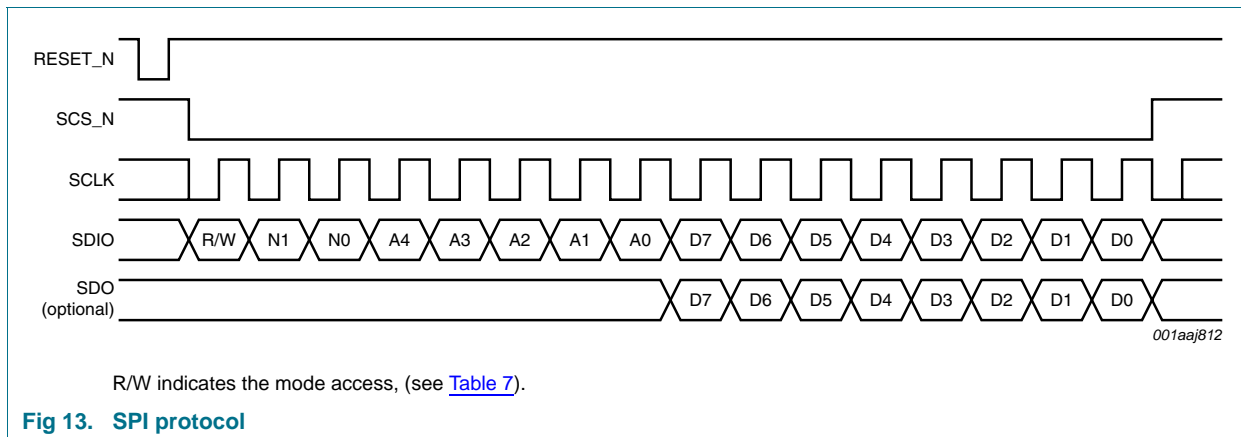 RESET_N
SCS_N
SCLK
SDIO R/W N1 N0 A4 A3 A2 A1 A0 D7 D6 D5 D4 D3 D2 D1 D0
SDO
(optional) D7 D6 D5 D4 D3 D2 D1 D0
001aaj812
R/W indicates the mode access, (see Table 7).
Fig 13. SPI protocol